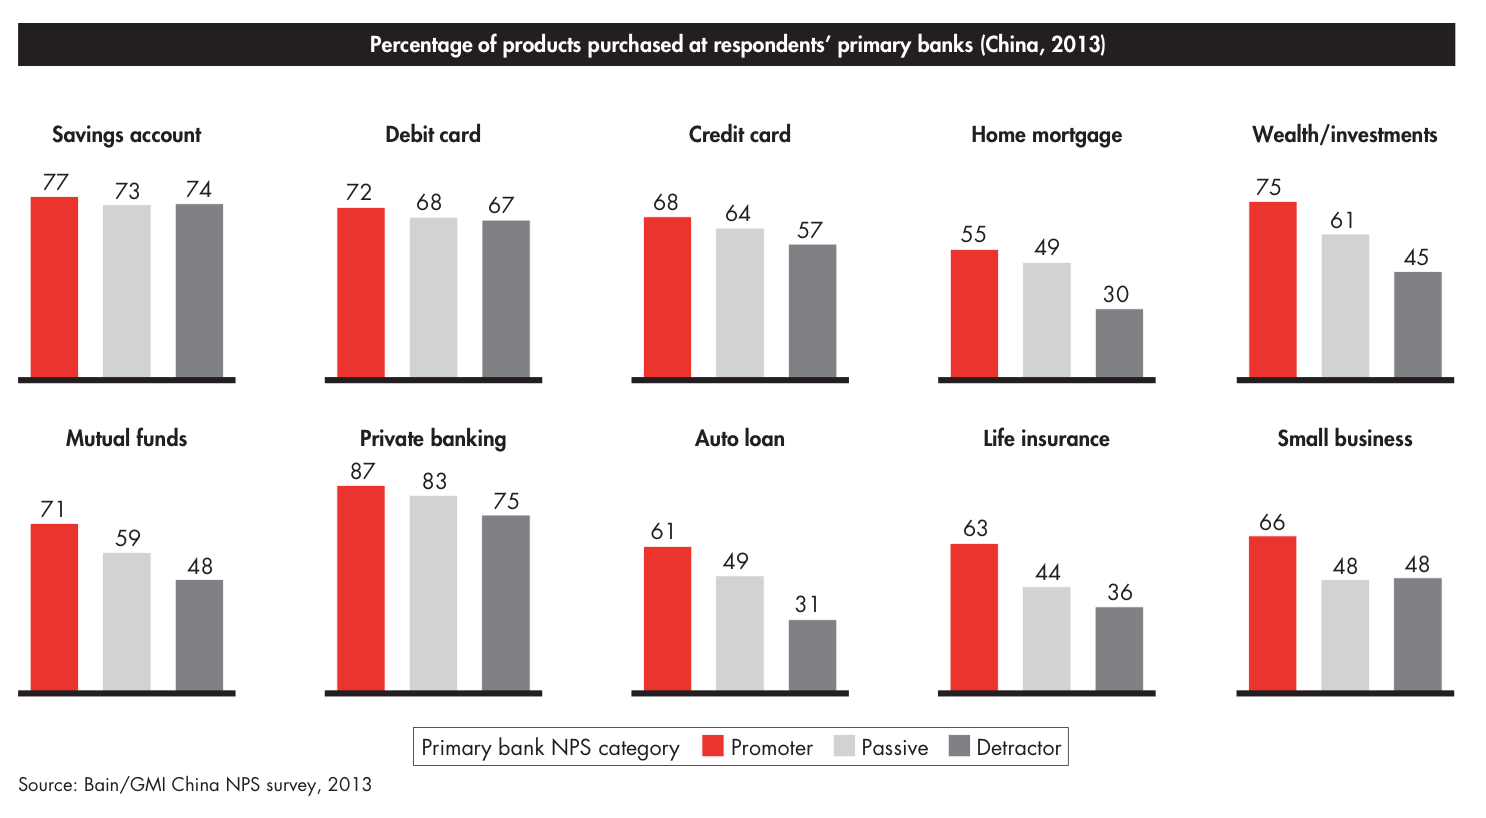 Percentage of products purchased at respondents’ primary banks (China, 2013)
Savings account Debit card Credit card Home mortgage Wealth/investments
77 73 74 72 68 67 68 64 57 55 49 30 75 61 45
Mutual funds Private banking Auto loan Life insurance Small business
71 59 48 87 83 75 61 49 31 63 44 36 66 48 48
Primary bank NPS category Promoter Passive Detractor
Source: Bain/GMI China NPS survey, 2013